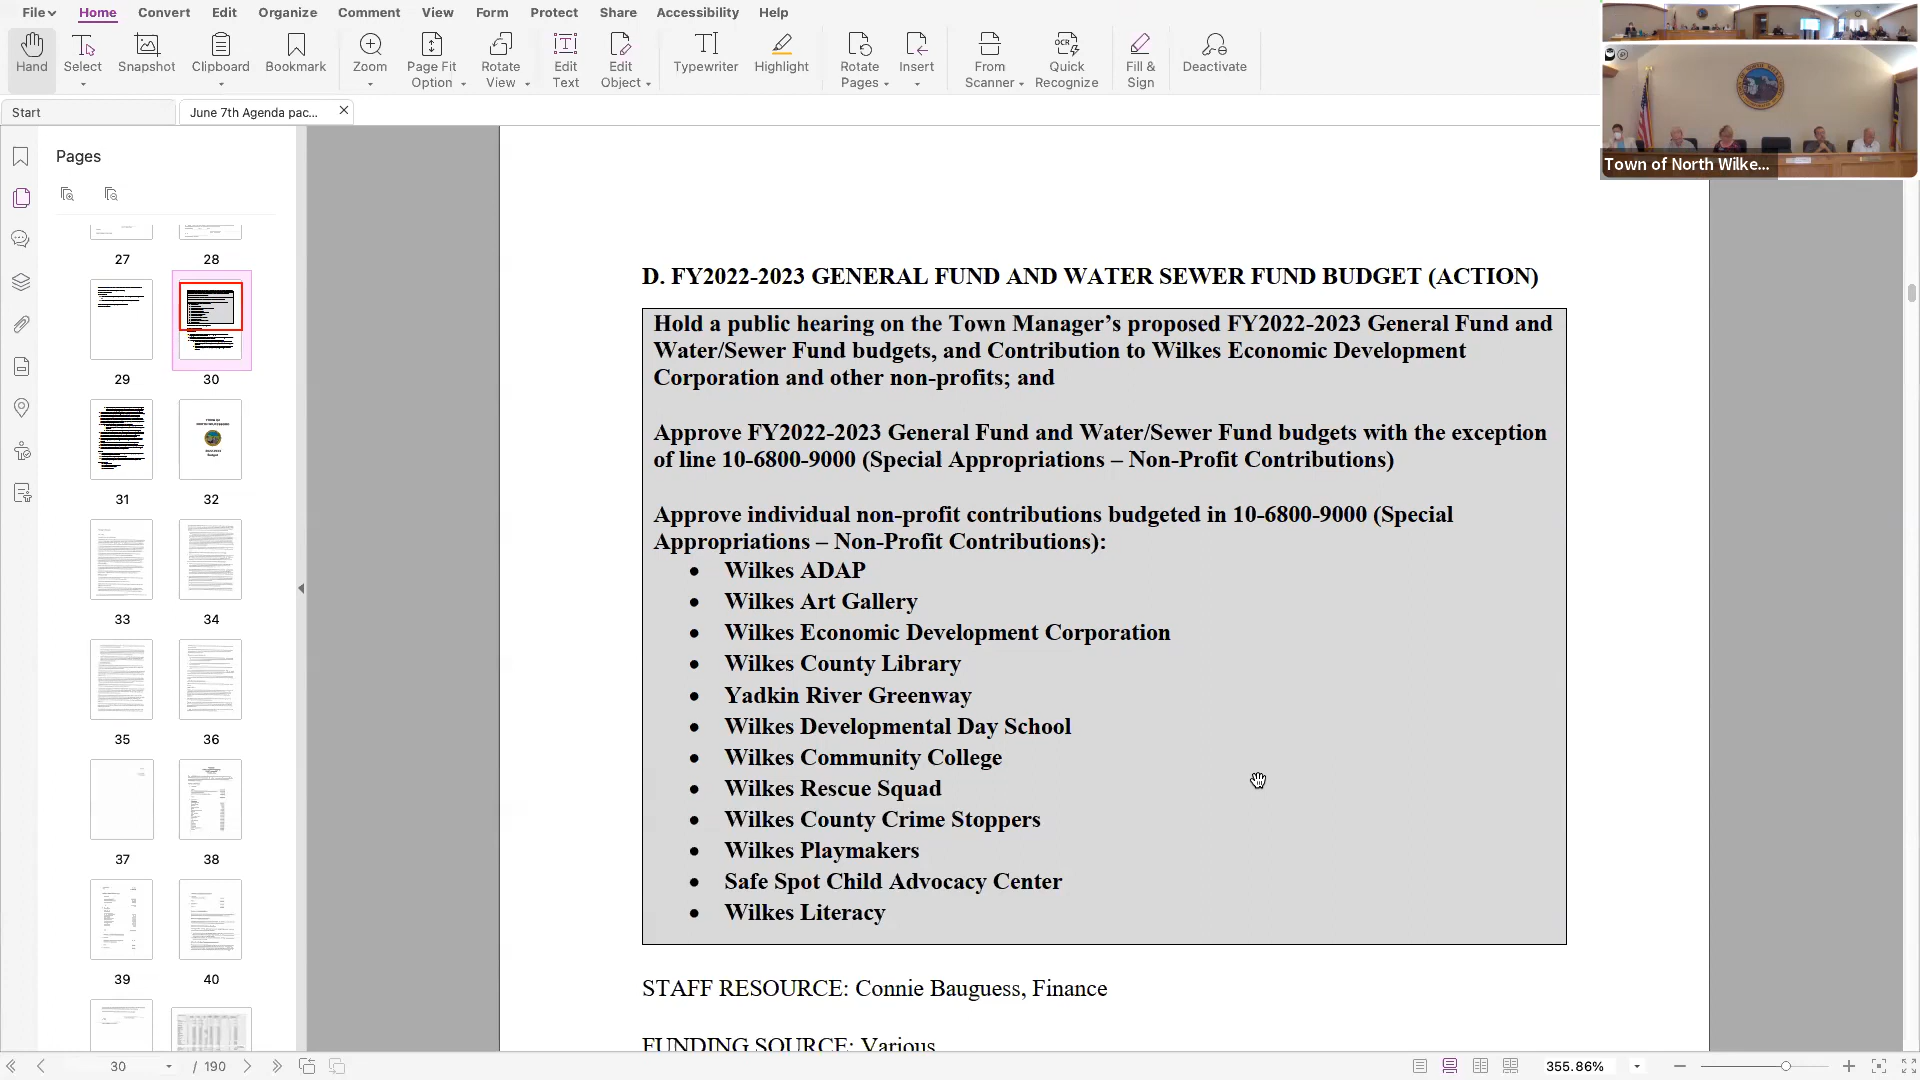 File Home Convert Edit Organize Comment View Form Protect Share Accessibility Help
Hand Select Snapshot Clipboard Bookmark Zoom Page Fit Option Rotate View Edit Text Edit Object Typewriter Highlight Rotate Pages Insert From Scanner OCR Quick Recognize Fill & Sign Deactivate
Start June 7th Agenda pac...
Town of North Wilke...
Pages
27 28
29 30
31 32
33 34
35 36
37 38
39 40
D. FY2022-2023 GENERAL FUND AND WATER SEWER FUND BUDGET (ACTION)
Hold a public hearing on the Town Manager’s proposed FY2022-2023 General Fund and
Water/Sewer Fund budgets, and Contribution to Wilkes Economic Development
Corporation and other non-profits; and
Approve FY2022-2023 General Fund and Water/Sewer Fund budgets with the exception
of line 10-6800-9000 (Special Appropriations – Non-Profit Contributions)
Approve individual non-profit contributions budgeted in 10-6800-9000 (Special
Appropriations – Non-Profit Contributions):
• Wilkes ADAP
• Wilkes Art Gallery
• Wilkes Economic Development Corporation
• Wilkes County Library
• Yadkin River Greenway
• Wilkes Developmental Day School
• Wilkes Community College
• Wilkes Rescue Squad
• Wilkes County Crime Stoppers
• Wilkes Playmakers
• Safe Spot Child Advocacy Center
• Wilkes Literacy
STAFF RESOURCE: Connie Bauguess, Finance
FUNDING SOURCE: Various
30 / 190 355.86%